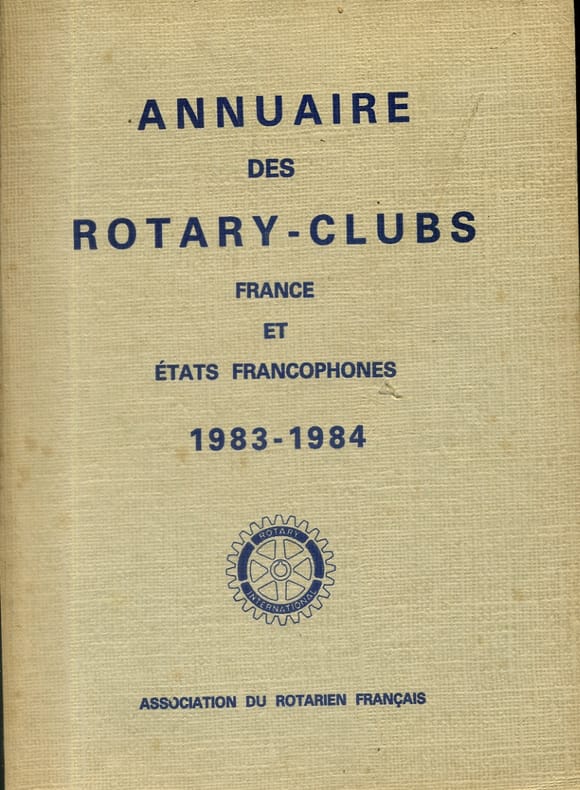 ANNUAIRE
DES
ROTARY-CLUBS
FRANCE
ET
ÉTATS FRANCOPHONES
1983-1984
ROTARY
INTERNATIONAL
ASSOCIATION DU ROTARIEN FRANÇAIS